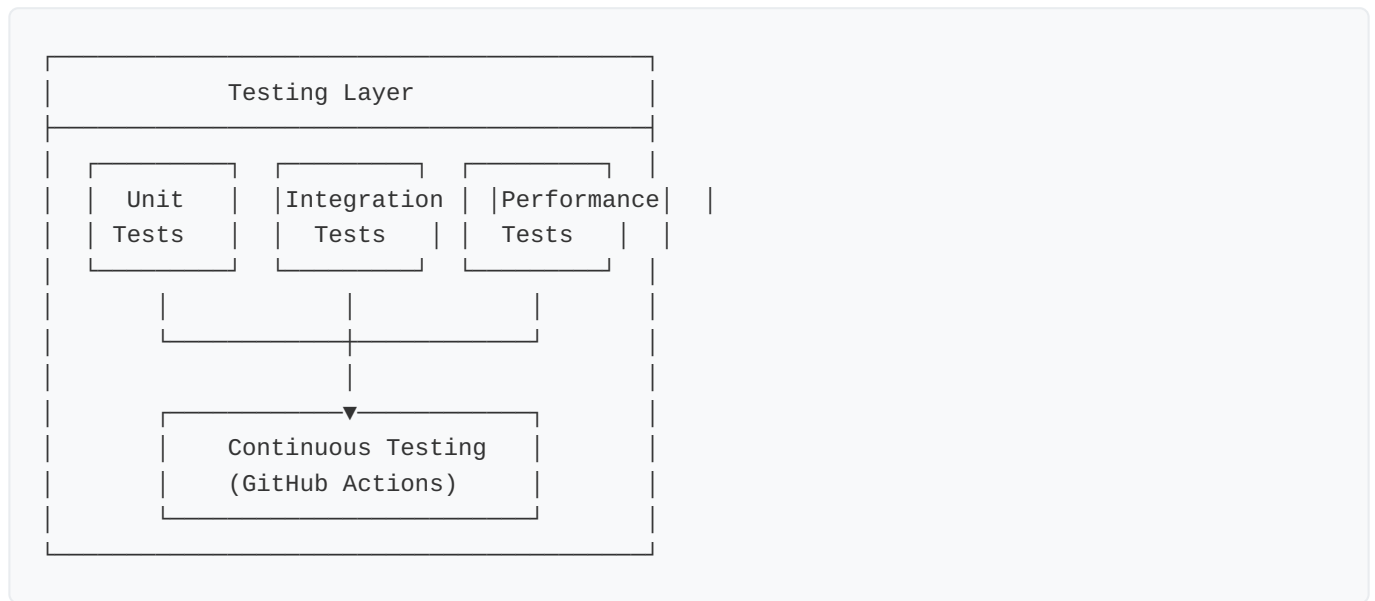 Testing Layer
Unit Integration Performance
Tests Tests Tests
Continuous Testing
(GitHub Actions)